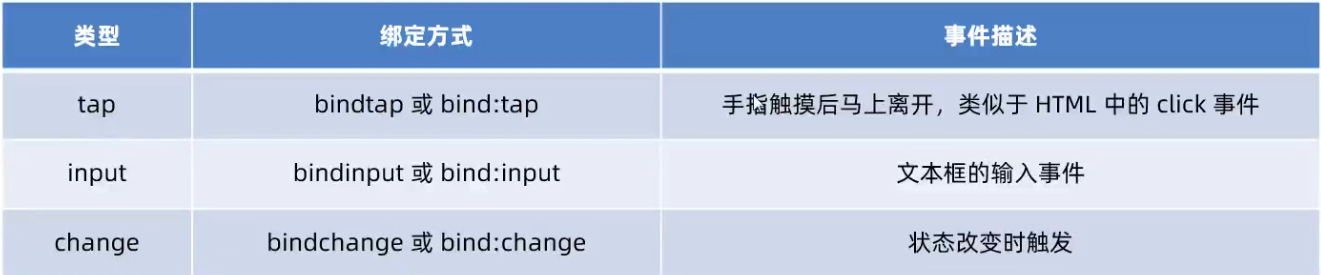 类型 绑定方式 事件描述
tap bindtap 或 bind:tap 手指触摸后马上离开，类似于 HTML 中的 click 事件
input bindinput 或 bind:input 文本框的输入事件
change bindchange 或 bind:change 状态改变时触发